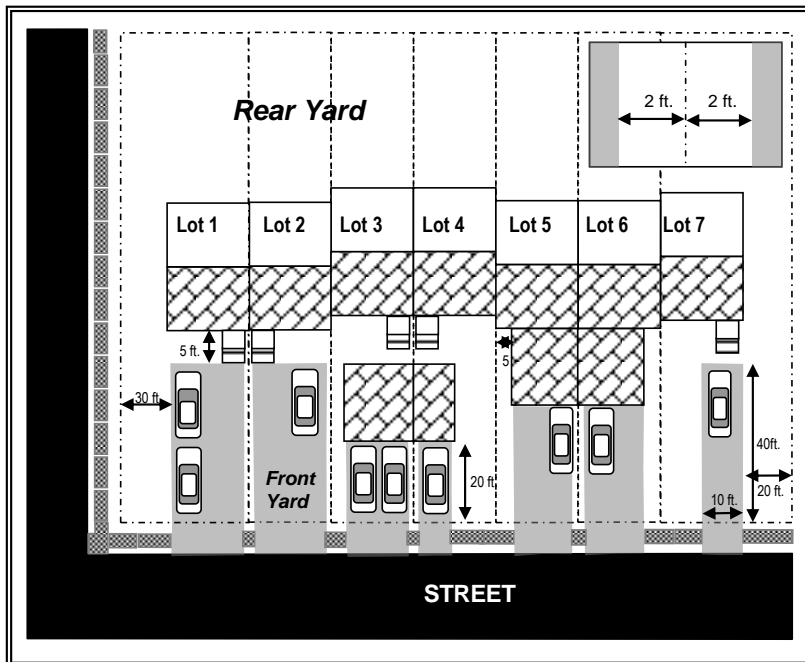 2 ft. 2 ft.
Rear Yard
Lot 1 Lot 2 Lot 3 Lot 4 Lot 5 Lot 6 Lot 7
5 ft.
5
30 ft
40ft.
Front
Yard
20 ft.
10 ft.
20 ft.
STREET